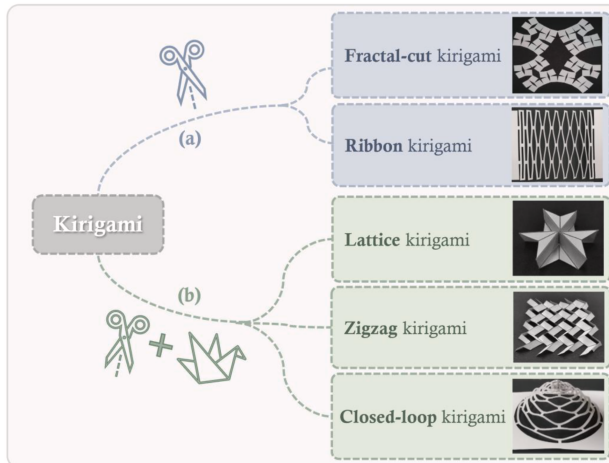 Fractal-cut kirigami
(a)
Ribbon kirigami
Kirigami
Lattice kirigami
(b)
Zigzag kirigami
Closed-loop kirigami